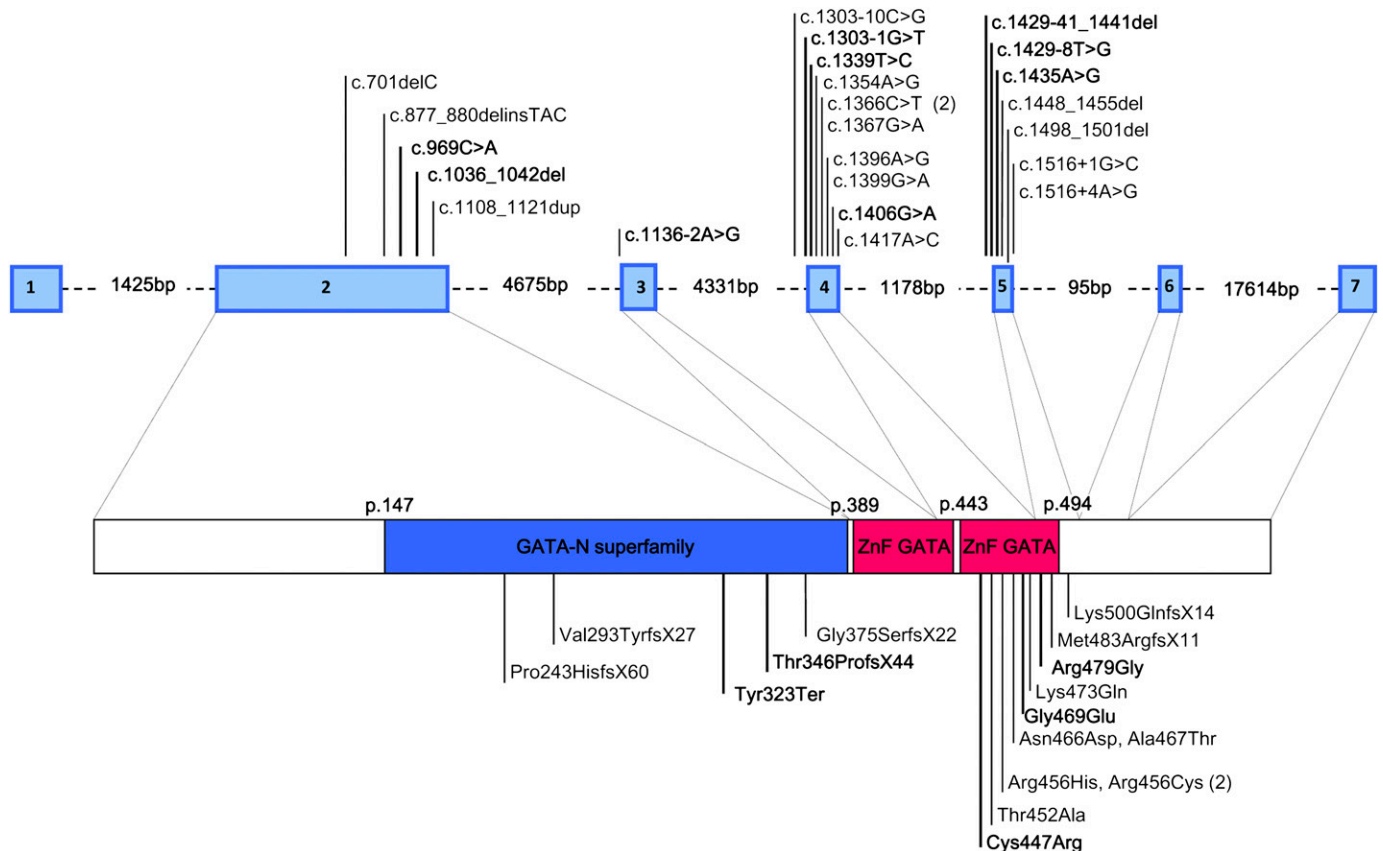 c.701delC
c.877_880delinsTAC
c.969C>A
c.1036_1042del
c.1108_1121dup
c.1136-2A>G
c.1303-10C>G
c.1303-1G>T
c.1339T>C
c.1354A>G
c.1366C>T (2)
c.1367G>A
c.1396A>G
c.1399G>A
c.1406G>A
c.1417A>C
c.1429-41_1441del
c.1429-8T>G
c.1435A>G
c.1448_1455del
c.1498_1501del
c.1516+1G>C
c.1516+4A>G
1 1425bp 2 4675bp 3 4331bp 4 1178bp 5 95bp 6 17614bp 7
p.147 p.389 p.443 p.494
GATA-N superfamily ZnF GATA ZnF GATA
Pro243HisfsX60
Val293TyrfsX27
Tyr323Ter
Thr346ProfsX44
Gly375SerfsX22
Lys500GlnfsX14
Met483ArgfsX11
Arg479Gly
Lys473Gln
Gly469Glu
Asn466Asp, Ala467Thr
Arg456His, Arg456Cys (2)
Thr452Ala
Cys447Arg